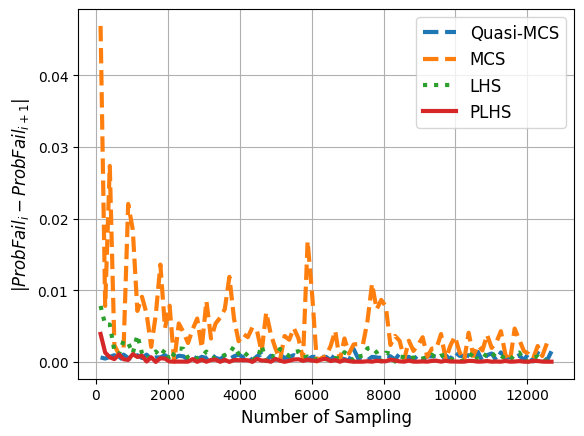 Quasi-MCS
MCS
LHS
PLHS
|ProbFail_i − ProbFail_{i+1}|
0.04
0.03
0.02
0.01
0.00
0 2000 4000 6000 8000 10000 12000
Number of Sampling